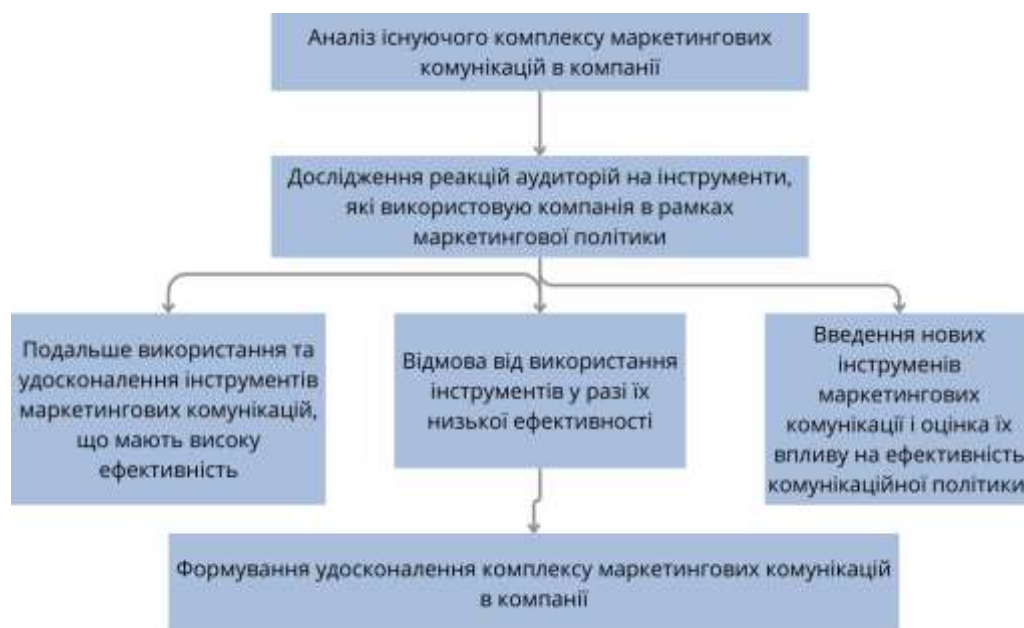 Аналіз існуючого комплексу маркетингових
комунікацій в компанії
Дослідження реакцій аудиторій на інструменти,
які використовую компанія в рамках
маркетингової політики
Подальше використання та
удосконалення інструментів
маркетингових комунікацій,
що мають високу
ефективність
Відмова від використання
інструментів у разі їх
низької ефективності
Введення нових
інструменів
маркетингових
комунікації і оцінка їх
впливу на ефективність
комунікаційної політики
Формування удосконалення комплексу маркетингових комунікацій
в компанії